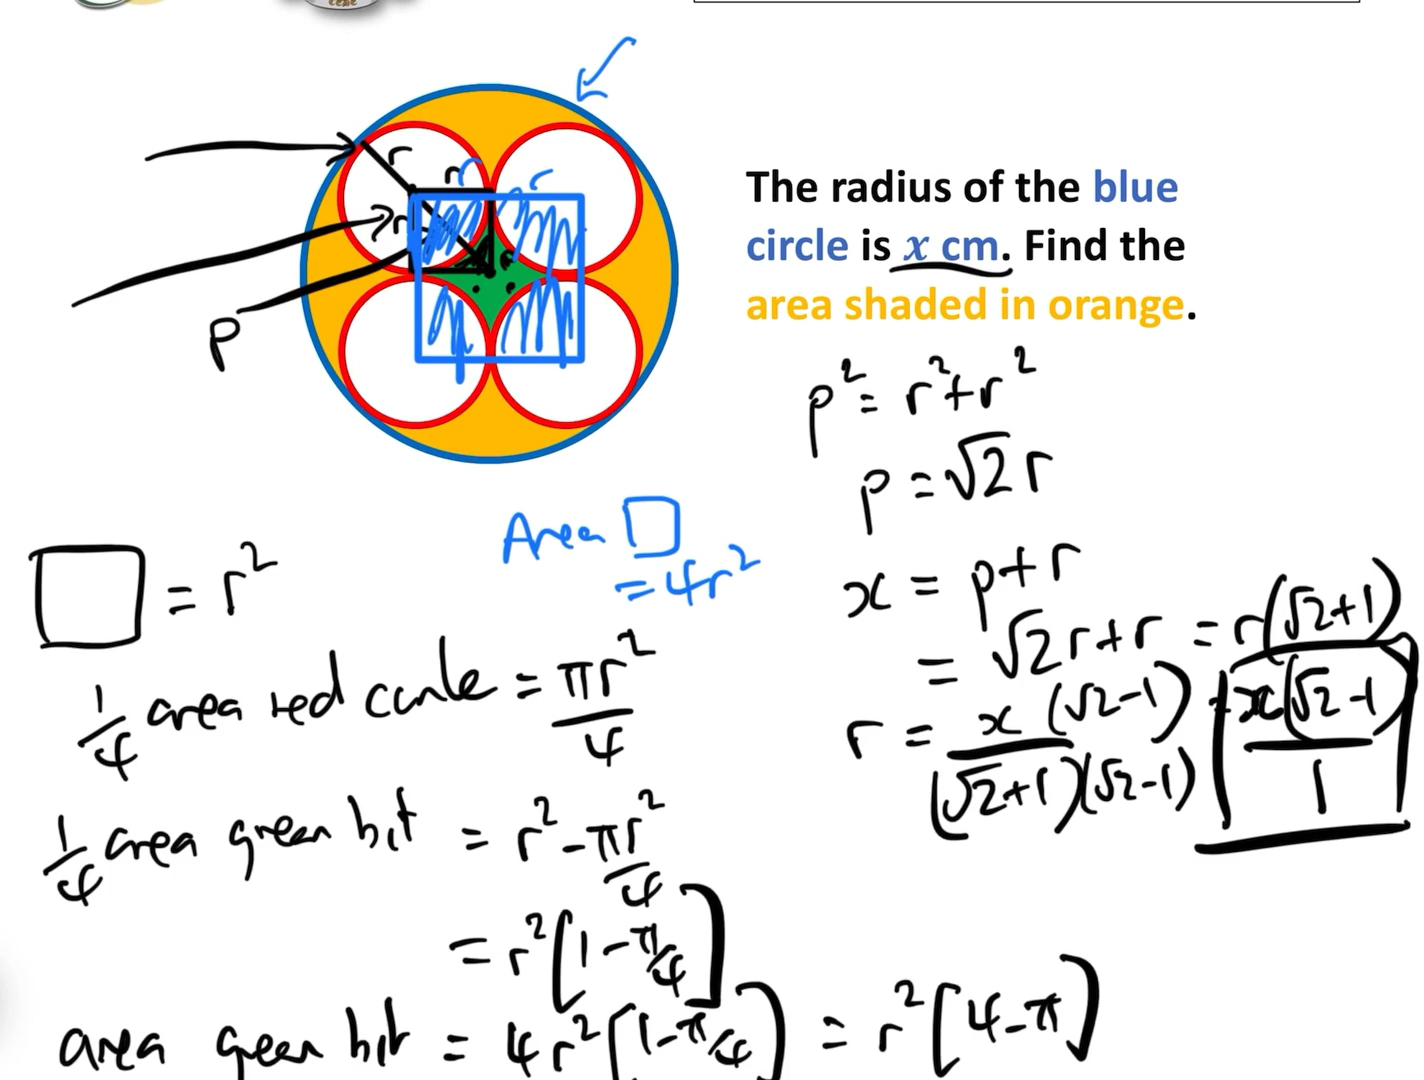 The radius of the blue
circle is x cm. Find the
area shaded in orange.
r
r r
r
p
p² = r² + r²
p = √2 r
x = p + r
= √2 r + r = r(√2+1)
r = x (√2-1) / (√2+1)(√2-1) = x(√2-1) / 1
Area □
= 4r²
□ = r²
1/4 area red circle = πr²/4
1/4 area green bit = r² - πr²/4
= r² [1 - π/4]
area green bit = 4r² [1 - π/4] = r² [4 - π]